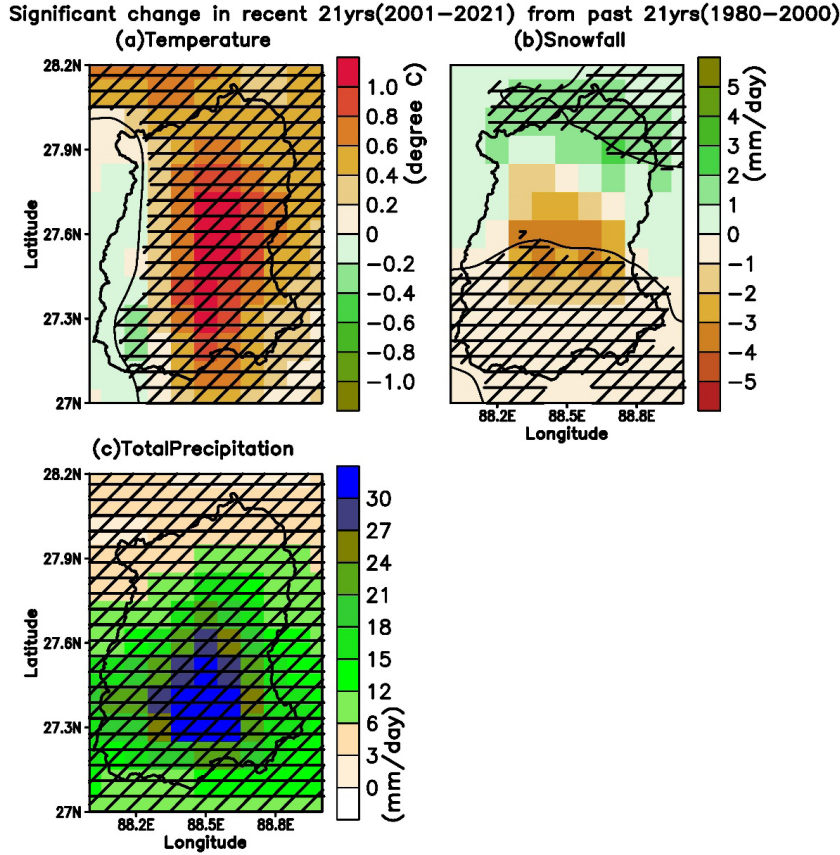 Significant change in recent 21yrs(2001−2021) from past 21yrs(1980−2000)
(a)Temperature
(b)Snowfall
28.2N
27.9N
27.6N
27.3N
27N
Latitude
1.0
0.8
0.6
0.4
0.2
0
−0.2
−0.4
−0.6
−0.8
−1.0
(degree C)
5
4
3
2
1
0
−1
−2
−3
−4
−5
(mm/day)
88.2E 88.5E 88.8E
Longitude
(c)TotalPrecipitation
28.2N
27.9N
27.6N
27.3N
27N
Latitude
30
27
24
21
18
15
12
6
3
0
(mm/day)
88.2E 88.5E 88.8E
Longitude